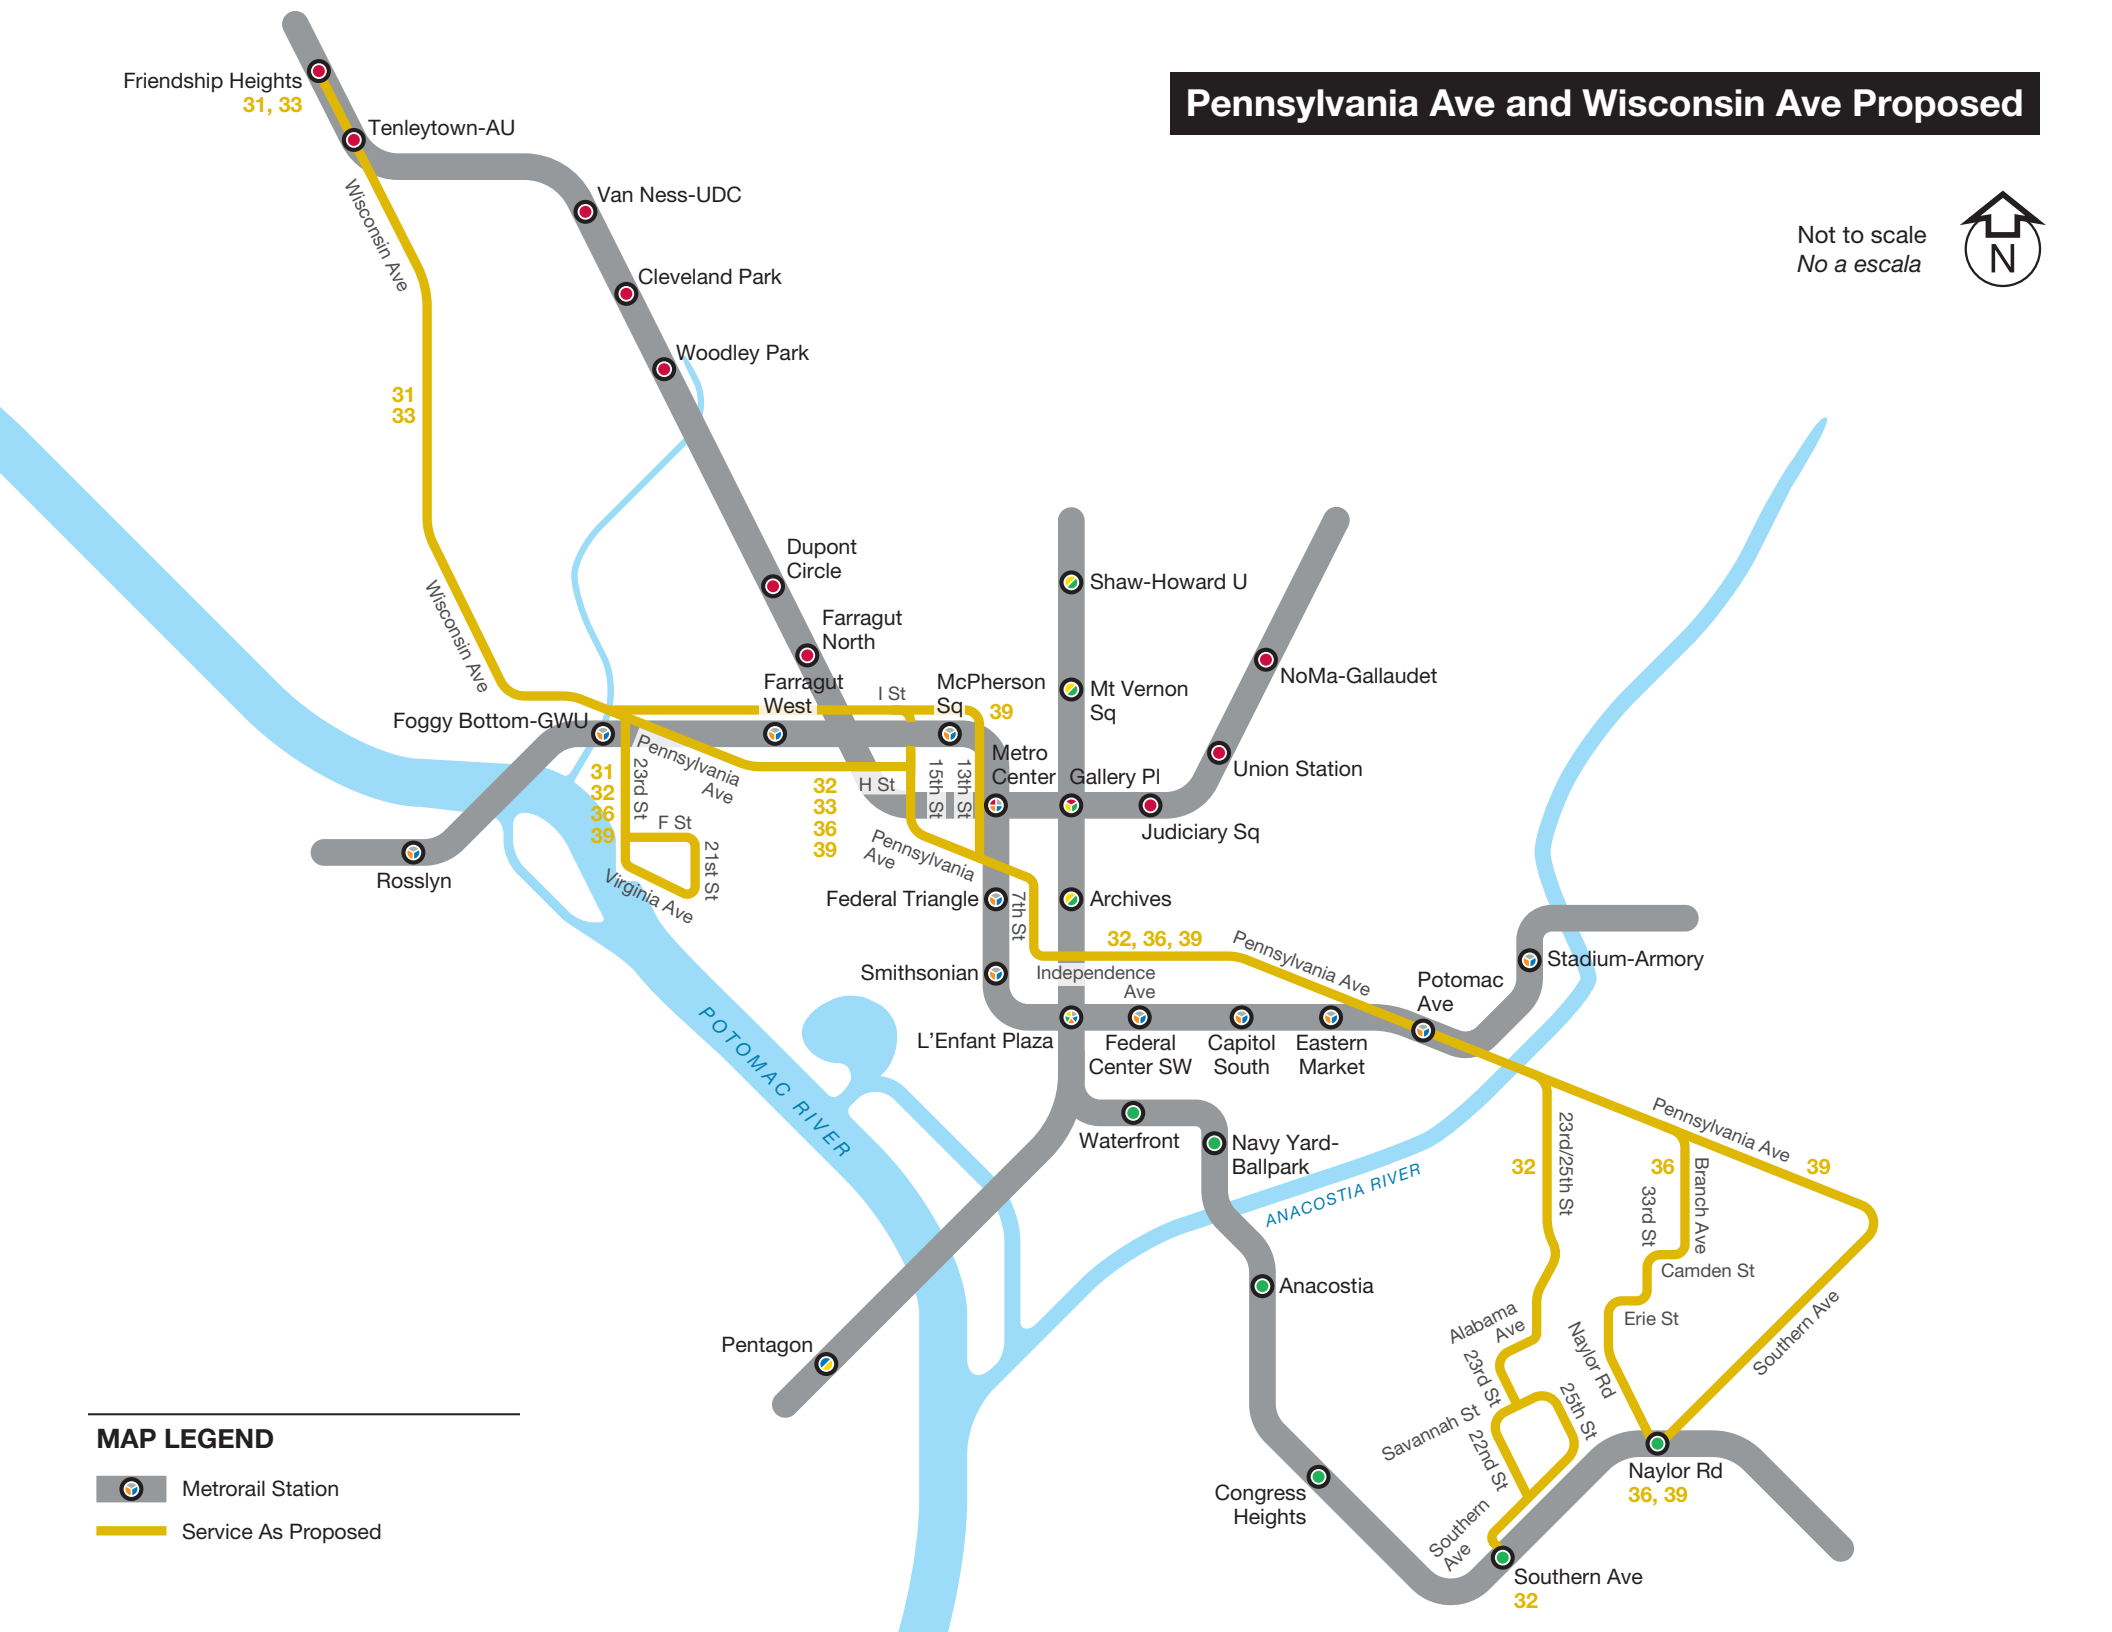 Pennsylvania Ave and Wisconsin Ave Proposed
Not to scale
No a escala
N
Friendship Heights
31, 33
Tenleytown-AU
Wisconsin Ave
Van Ness-UDC
Cleveland Park
Woodley Park
31
33
Dupont
Circle
Farragut
North
Wisconsin Ave
Farragut
West
I St
McPherson
Sq
39
Foggy Bottom-GWU
Pennsylvania
Ave
31
32
36
39
23rd St
F St
21st St
Virginia Ave
32
33
36
39
H St
15th St
13th St
Pennsylvania
Ave
Rosslyn
Shaw-Howard U
Mt Vernon
Sq
NoMa-Gallaudet
Union Station
Metro
Center
Gallery Pl
Judiciary Sq
Federal Triangle
7th St
Archives
Smithsonian
32, 36, 39
Independence
Ave
Pennsylvania Ave
Potomac
Ave
Stadium-Armory
L'Enfant Plaza
Federal
Center SW
Capitol
South
Eastern
Market
POTOMAC RIVER
Waterfront
Navy Yard-
Ballpark
ANACOSTIA RIVER
Anacostia
Pentagon
Congress
Heights
Pennsylvania Ave
32
23rd/25th St
36
33rd St
Branch Ave
39
Camden St
Erie St
Naylor Rd
Southern Ave
Alabama
Ave
23rd St
25th St
Savannah St
22nd St
Southern
Ave
Naylor Rd
36, 39
Southern Ave
32
MAP LEGEND
Metrorail Station
Service As Proposed